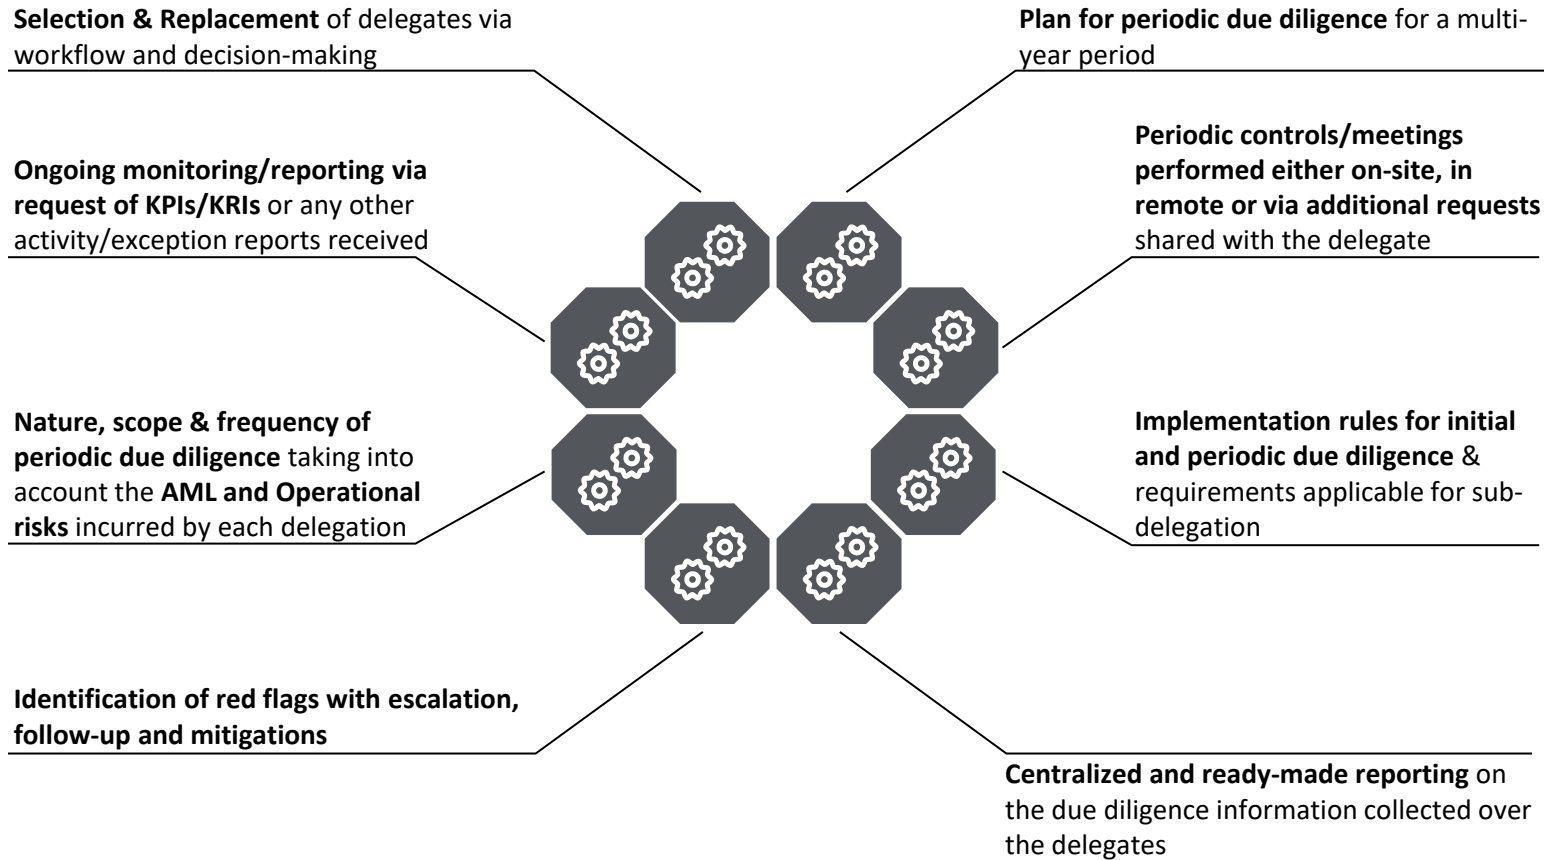 Selection & Replacement of delegates via
workflow and decision-making
Plan for periodic due diligence for a multi-
year period
Ongoing monitoring/reporting via
request of KPIs/KRIs or any other
activity/exception reports received
Periodic controls/meetings
performed either on-site, in
remote or via additional requests
shared with the delegate
Nature, scope & frequency of
periodic due diligence taking into
account the AML and Operational
risks incurred by each delegation
Implementation rules for initial
and periodic due diligence &
requirements applicable for sub-
delegation
Identification of red flags with escalation,
follow-up and mitigations
Centralized and ready-made reporting on
the due diligence information collected over
the delegates